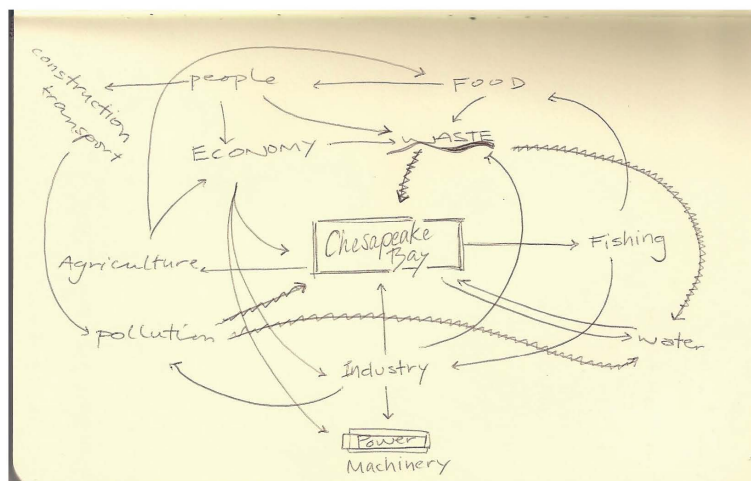 construction
transport
people
FOOD
ECONOMY
WASTE
Chesapeake
Bay
Fishing
Agriculture
pollution
water
Industry
Power
Machinery